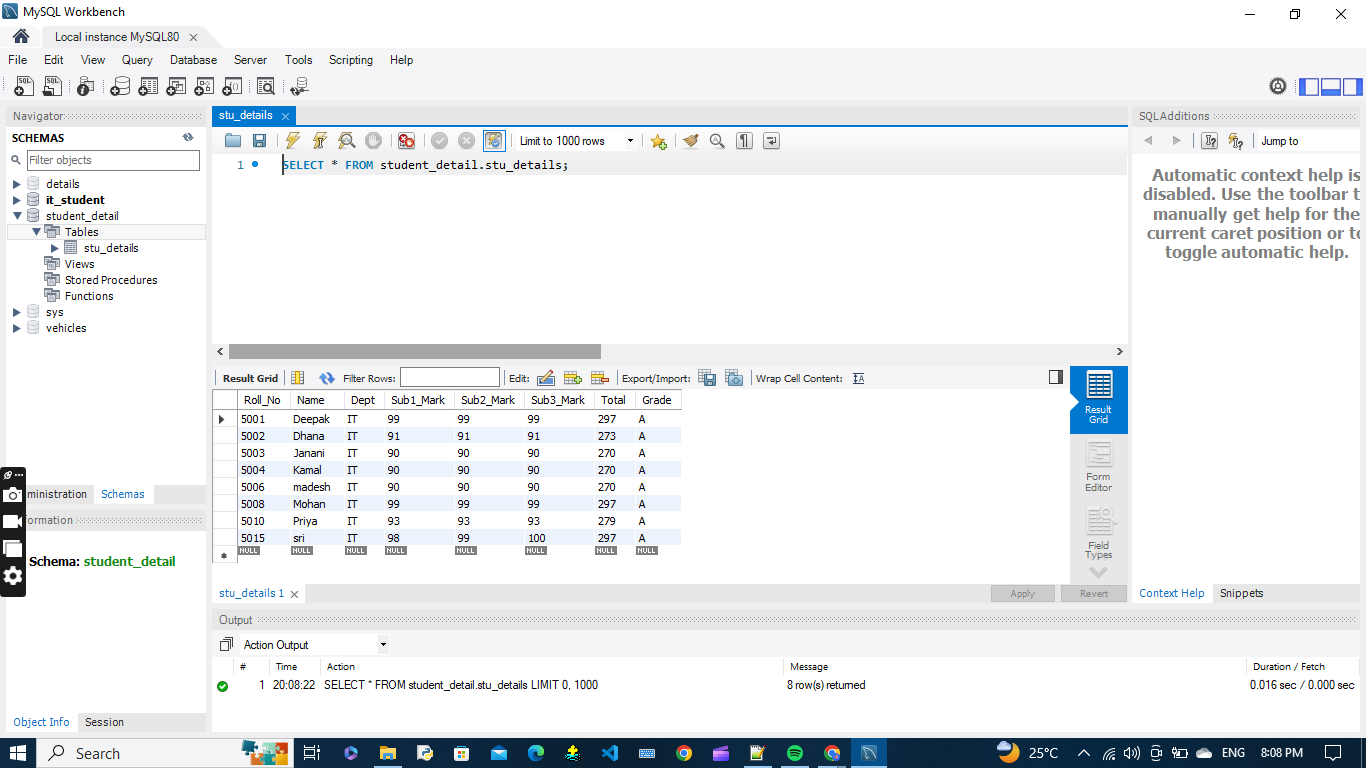 MySQL Workbench
Local instance MySQL80
File Edit View Query Database Server Tools Scripting Help
Navigator
SCHEMAS
Filter objects
details
it_student
student_detail
Tables
stu_details
Views
Stored Procedures
Functions
sys
vehicles
ministration Schemas
formation
Schema: student_detail
Object Info Session
stu_details
Limit to 1000 rows
1 SELECT * FROM student_detail.stu_details;
Result Grid Filter Rows: Edit: Export/Import: Wrap Cell Content:
Roll_No Name Dept Sub1_Mark Sub2_Mark Sub3_Mark Total Grade
5001 Deepak IT 99 99 99 297 A
5002 Dhana IT 91 91 91 273 A
5003 Janani IT 90 90 90 270 A
5004 Kamal IT 90 90 90 270 A
5006 madesh IT 90 90 90 270 A
5008 Mohan IT 99 99 99 297 A
5010 Priya IT 93 93 93 279 A
5015 sri IT 98 99 100 297 A
NULL NULL NULL NULL NULL NULL NULL NULL
Result
Grid
Form
Editor
Field
Types
stu_details 1
Apply Revert
SQLAdditions
Jump to
Automatic context help is
disabled. Use the toolbar t
manually get help for the
current caret position or to
toggle automatic help.
Context Help Snippets
Output
Action Output
# Time Action Message Duration / Fetch
1 20:08:22 SELECT * FROM student_detail.stu_details LIMIT 0, 1000 8 row(s) returned 0.016 sec / 0.000 sec
Search
25°C ENG 8:08 PM